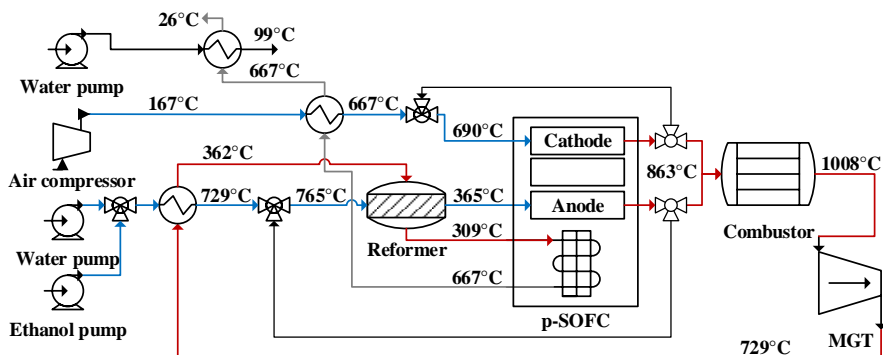 26°C
99°C
Water pump
667°C
167°C
667°C
690°C
Cathode
863°C
1008°C
Air compressor
362°C
729°C
765°C
365°C
Anode
Combustor
Reformer
309°C
Water pump
667°C
Ethanol pump
p-SOFC
729°C
MGT